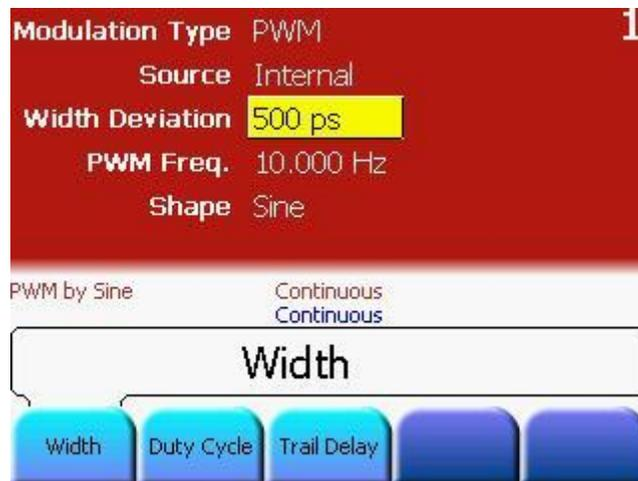 Modulation Type PWM 1
Source Internal
Width Deviation 500 ps
PWM Freq. 10.000 Hz
Shape Sine
PWM by Sine Continuous
Continuous
Width
Width Duty Cycle Trail Delay